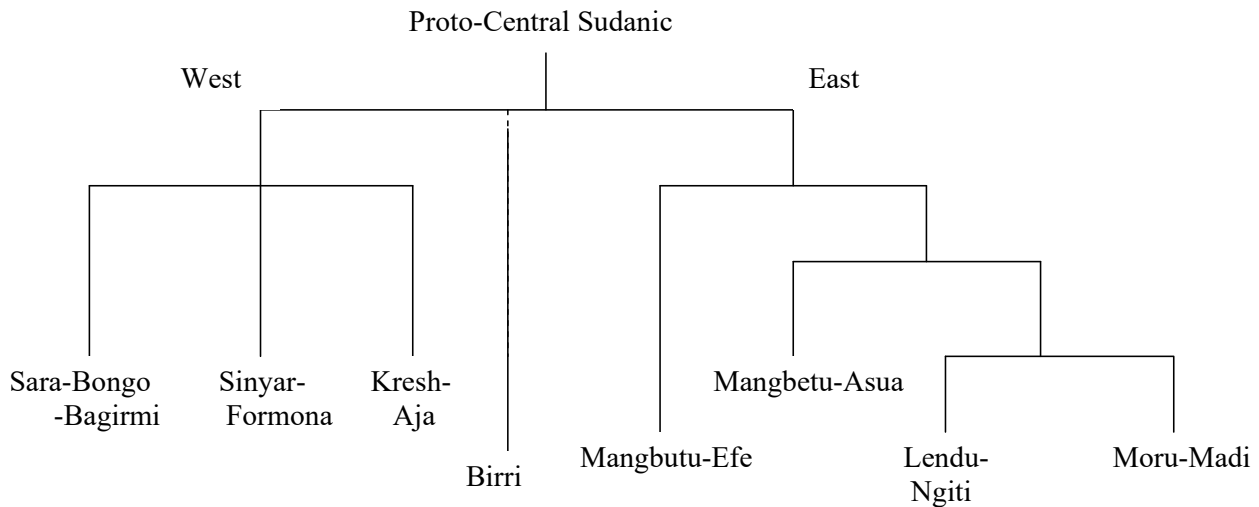 Proto-Central Sudanic
West
East
Sara-Bongo
-Bagirmi
Sinyar-
Formona
Kresh-
Aja
Birri
Mangbutu-Efe
Mangbetu-Asua
Lendu-
Ngiti
Moru-Madi